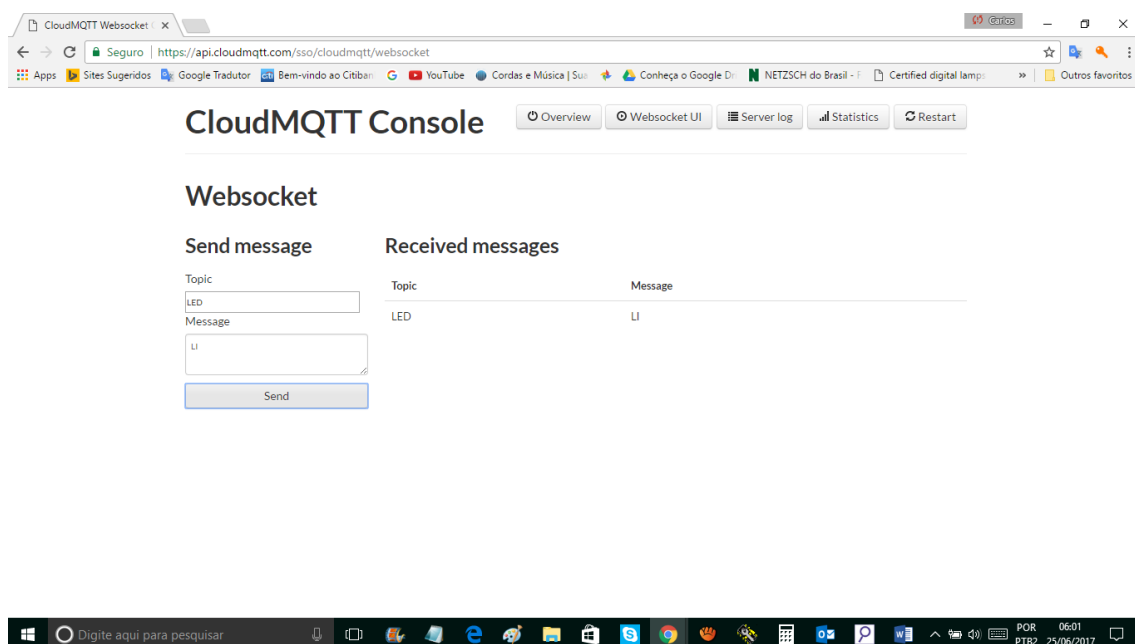 CloudMQTT Websocket
Carlos
Seguro | https://api.cloudmqtt.com/sso/cloudmqtt/websocket
Apps Sites Sugeridos Google Tradutor citi Bem-vindo ao Citiban YouTube Cordas e Música | Sua Conheça o Google Dr NETZSCH do Brasil - F Certified digital lamps » Outros favoritos
CloudMQTT Console
Overview Websocket UI Server log Statistics Restart
Websocket
Send message Received messages
Topic
Topic Message
LED
Message
LED LI
LI
Send
Digite aqui para pesquisar
POR 06:01
PTB2 25/06/2017